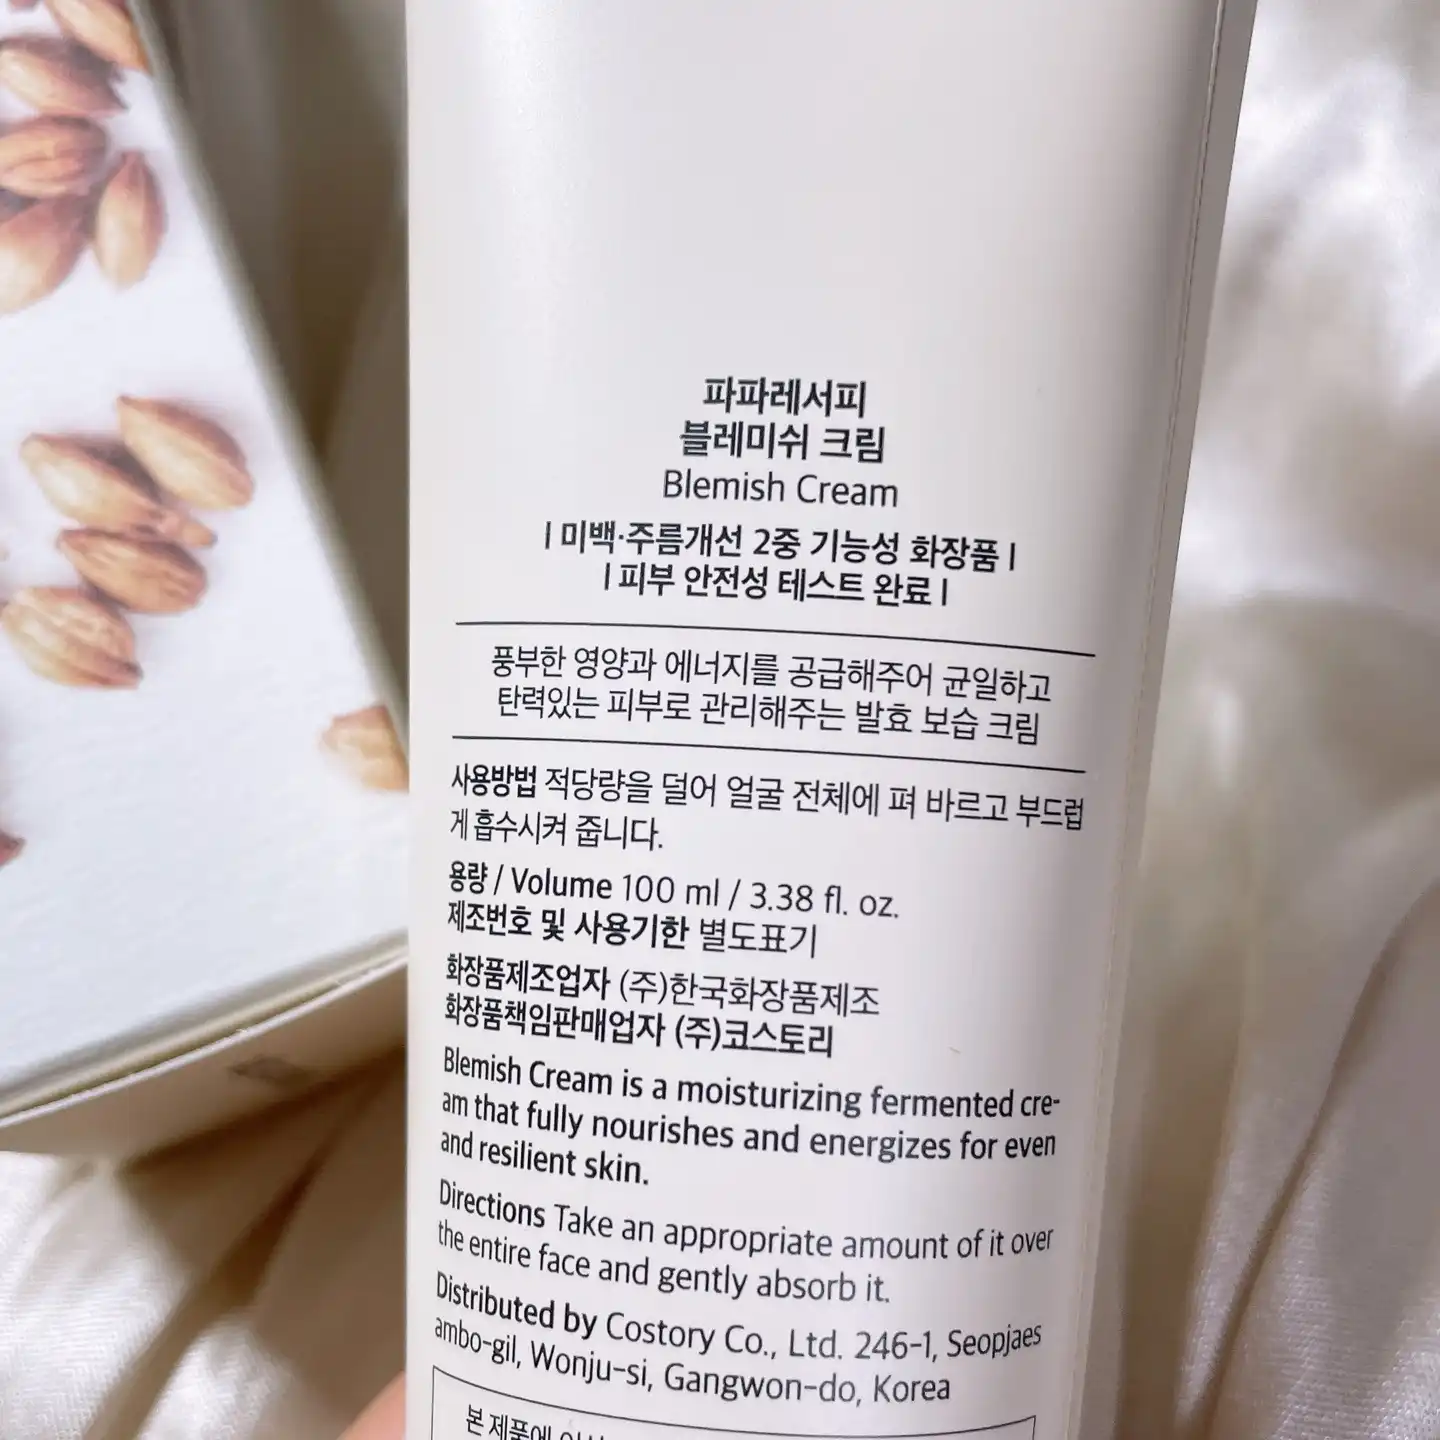 파파레서피
블레미쉬 크림
Blemish Cream
| 미백·주름개선 2중 기능성 화장품 |
| 피부 안전성 테스트 완료 |
풍부한 영양과 에너지를 공급해주어 균일하고
탄력있는 피부로 관리해주는 발효 보습 크림
사용방법 적당량을 덜어 얼굴 전체에 펴 바르고 부드럽
게 흡수시켜 줍니다.
용량 / Volume 100 ml / 3.38 fl. oz.
제조번호 및 사용기한 별도표기
화장품제조업자 (주)한국화장품제조
화장품책임판매업자 (주)코스토리
Blemish Cream is a moisturizing fermented cre-
am that fully nourishes and energizes for even
and resilient skin.
Directions Take an appropriate amount of it over
the entire face and gently absorb it.
Distributed by Costory Co., Ltd. 246-1, Seopjaes
ambo-gil, Wonju-si, Gangwon-do, Korea
본 제품에